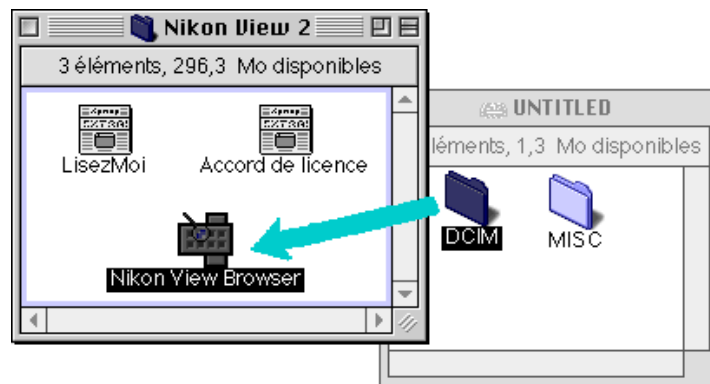 Nikon View 2
3 éléments, 296,3 Mo disponibles
LisezMoi
Accord de licence
Nikon View Browser
UNTITLED
léments, 1,3 Mo disponibles
DCIM
MISC